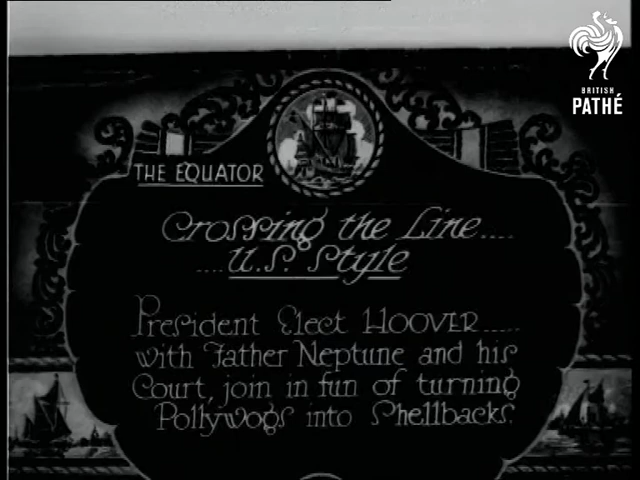 BRITISH
PATHÉ
THE EQUATOR
Crossing the Line....
....U.S. Style
President Elect HOOVER.....
with Father Neptune and his
Court, join in fun of turning
Pollywogs into Shellbacks.